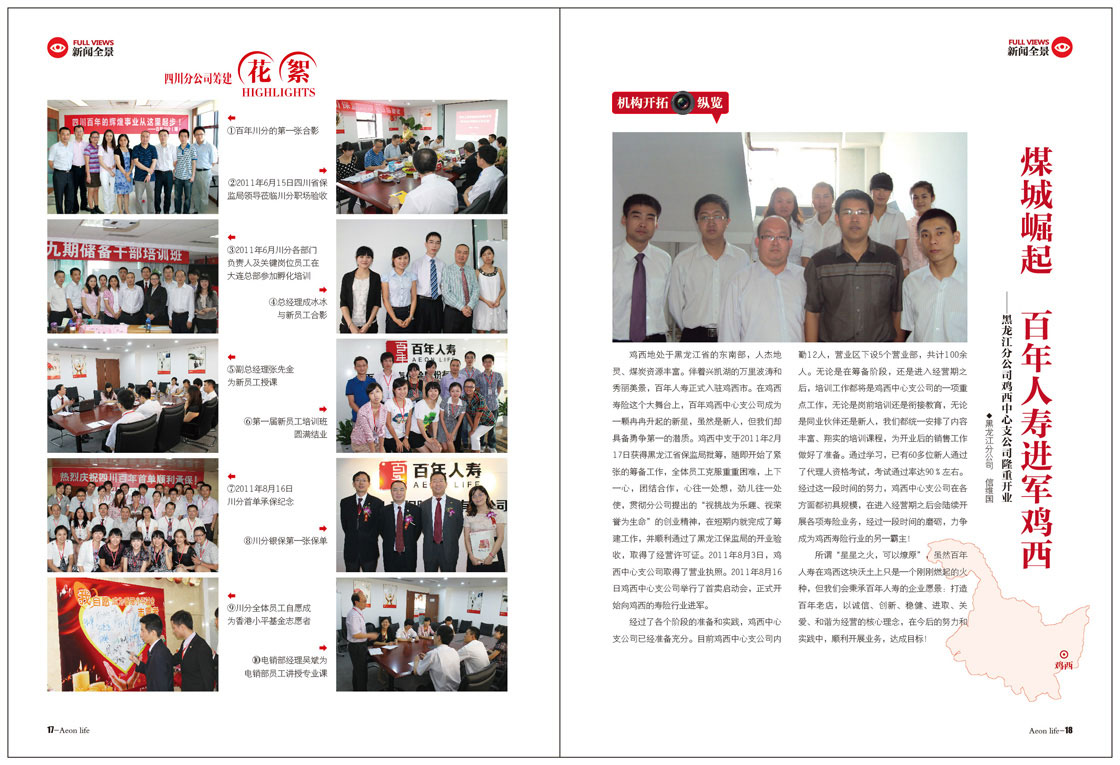 FULL VIEWS
新闻全景
四川分公司筹建
花絮
HIGHLIGHTS
四川百年的辉煌事业从这里起步！
①百年川分的第一张合影
②2011年6月15日四川省保
监局领导莅临川分职场验收
九期储备干部培训班
③2011年6月川分各部门
负责人及关键岗位员工在
大连总部参加孵化培训
④总经理成冰冰
与新员工合影
⑤副总经理张先金
为新员工授课
百年人寿
AEON LIFE
⑥第一届新员工培训班
圆满结业
热烈庆祝四川百年首单顺利承保！
⑦2011年8月16日
川分首单承保纪念
百年人寿
⑧川分银保第一张保单
⑨川分全体员工自愿成
为香港小平基金志愿者
⑩电销部经理吴斌为
电销部员工讲授专业课
17-Aeon life
FULL VIEWS
新闻全景
机构开拓 纵览
煤城崛起 百年人寿进军鸡西
——黑龙江分公司鸡西中心支公司隆重开业
◆黑龙江分公司 信维国
鸡西地处于黑龙江省的东南部，人杰地
灵、煤炭资源丰富。伴着兴凯湖的万里波涛和
秀丽美景，百年人寿正式入驻鸡西市。在鸡西
寿险这个大舞台上，百年鸡西中心支公司成为
一颗冉冉升起的新星，虽然是新人，但我们却
具备勇争第一的潜质。鸡西中支于2011年2月
17日获得黑龙江省保监局批筹，随即开始了紧
张的筹备工作，全体员工克服重重困难，上下
一心，团结合作，心往一处想，劲儿往一处
使，贯彻分公司提出的“视挑战为乐趣、视荣
誉为生命”的创业精神，在短期内就完成了筹
建工作，并顺利通过了黑龙江保监局的开业验
收，取得了经营许可证。2011年8月3日，鸡
西中心支公司取得了营业执照。2011年8月16
日鸡西中心支公司举行了首卖启动会，正式开
始向鸡西的寿险行业进军。
经过了各个阶段的准备和实践，鸡西中心
支公司已经准备充分。目前鸡西中心支公司内
勤12人，营业区下设5个营业部，共计100余
人。无论是在筹备阶段，还是进入经营期之
后，培训工作都将是鸡西中心支公司的一项重
点工作，无论是岗前培训还是衔接教育，无论
是同业伙伴还是新人，我们都统一安排了内容
丰富、翔实的培训课程，为开业后的销售工作
做好了准备。通过学习，已有60多位新人通过
了代理人资格考试，考试通过率达90％左右。
经过这一段时间的努力，鸡西中心支公司在各
方面都初具规模，在进入经营期之后会陆续开
展各项寿险业务，经过一段时间的磨砺，力争
成为鸡西寿险行业的另一霸主！
所谓“星星之火，可以燎原”，虽然百年
人寿在鸡西这块沃土上只是一个刚刚燃起的火
种，但我们会秉承百年人寿的企业愿景：打造
百年老店，以诚信、创新、稳健、进取、关
爱、和谐为经营的核心理念，在今后的努力和
实践中，顺利开展业务，达成目标！
鸡西
Aeon life-18